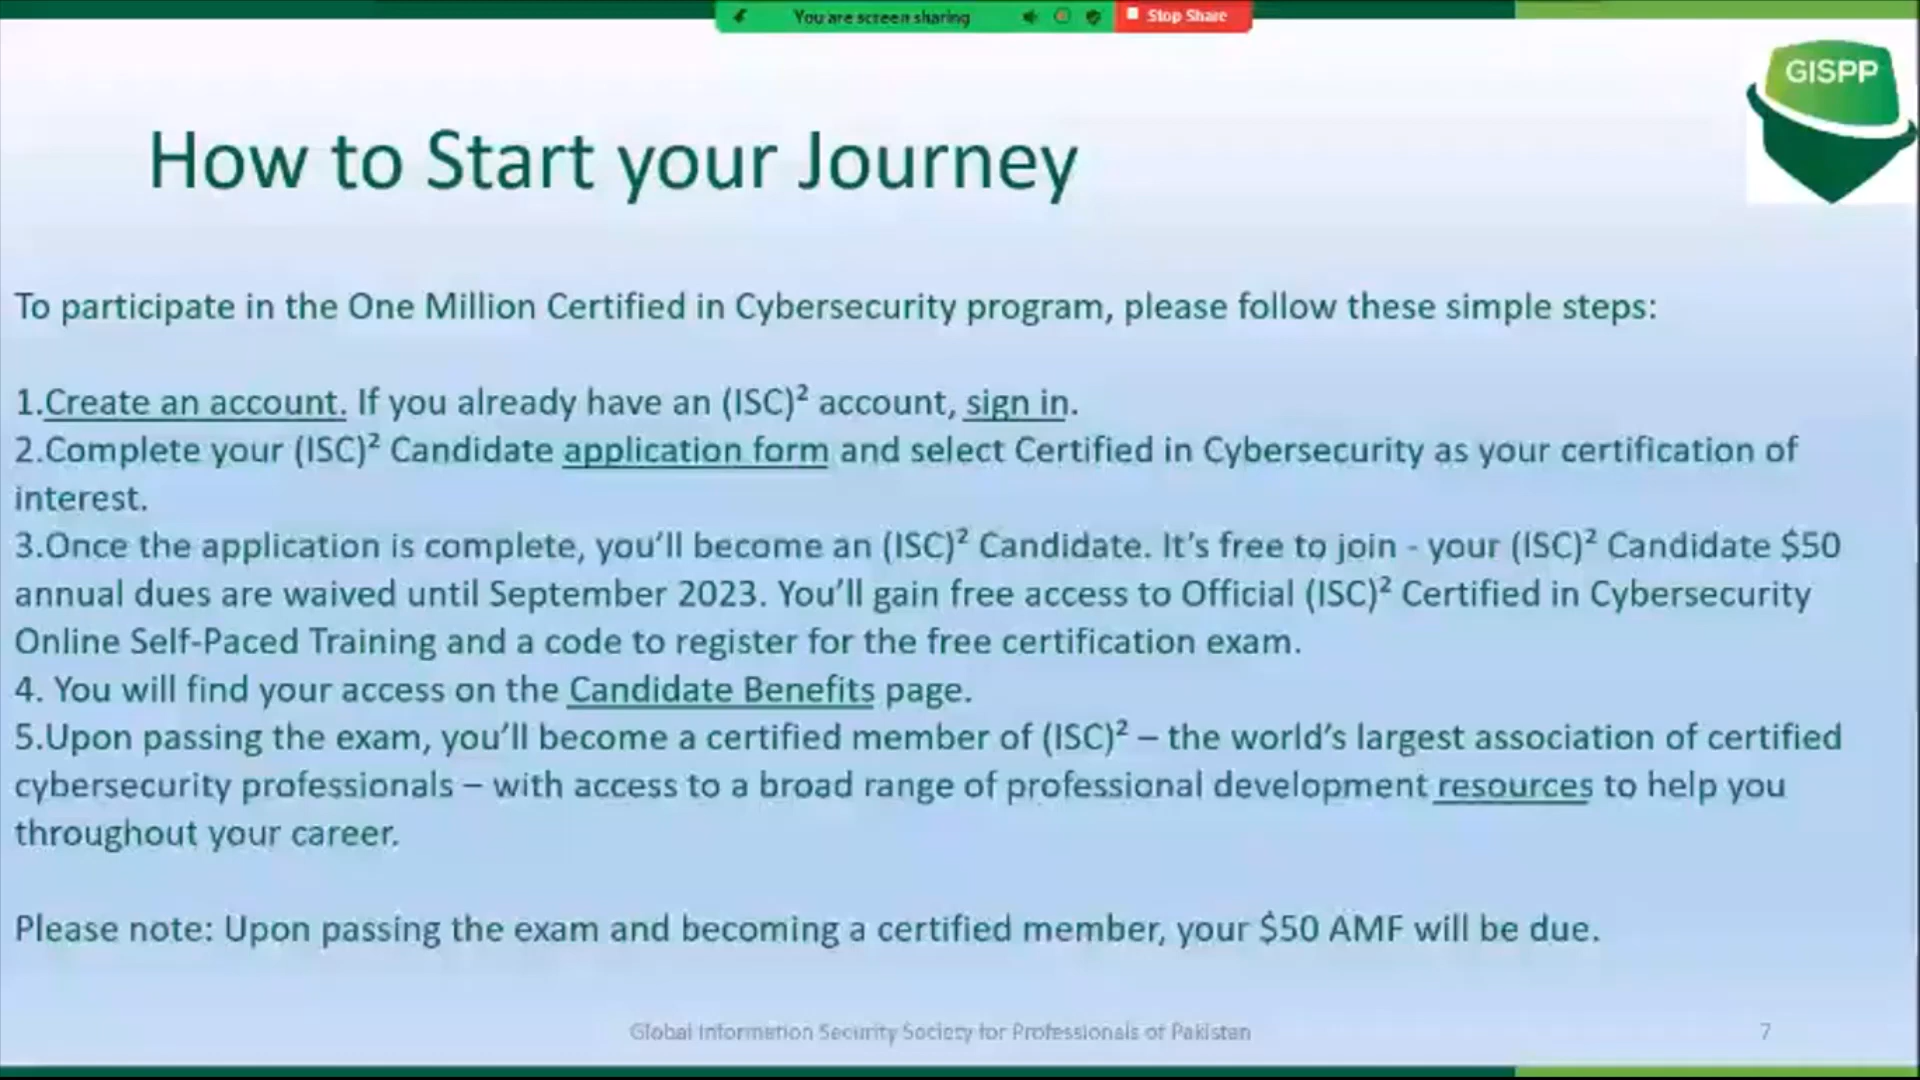 You are screen sharing
Stop Share
GISPP
How to Start your Journey
To participate in the One Million Certified in Cybersecurity program, please follow these simple steps:
1.Create an account. If you already have an (ISC)² account, sign in.
2.Complete your (ISC)² Candidate application form and select Certified in Cybersecurity as your certification of
interest.
3.Once the application is complete, you’ll become an (ISC)² Candidate. It’s free to join - your (ISC)² Candidate $50
annual dues are waived until September 2023. You’ll gain free access to Official (ISC)² Certified in Cybersecurity
Online Self-Paced Training and a code to register for the free certification exam.
4. You will find your access on the Candidate Benefits page.
5.Upon passing the exam, you’ll become a certified member of (ISC)² – the world’s largest association of certified
cybersecurity professionals – with access to a broad range of professional development resources to help you
throughout your career.
Please note: Upon passing the exam and becoming a certified member, your $50 AMF will be due.
Global Information Security Society for Professionals of Pakistan
7